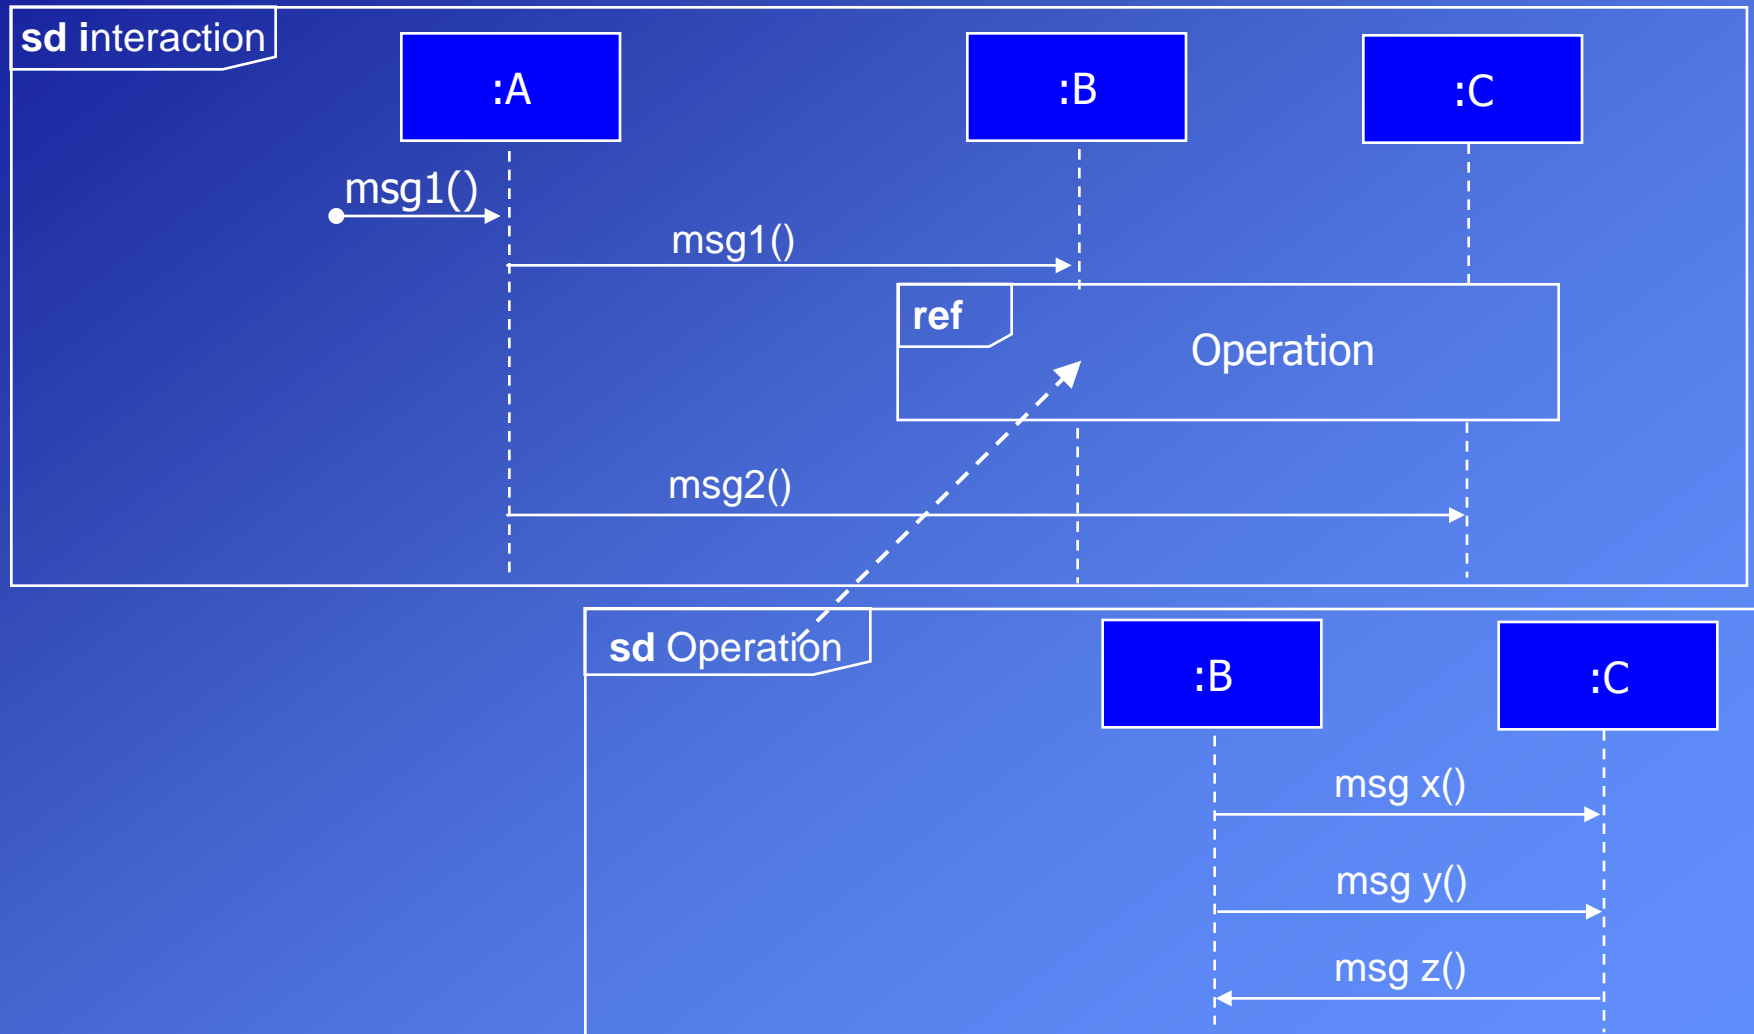 sd interaction
:A
:B
:C
msg1()
msg1()
ref
Operation
msg2()
sd Operation
:B
:C
msg x()
msg y()
msg z()